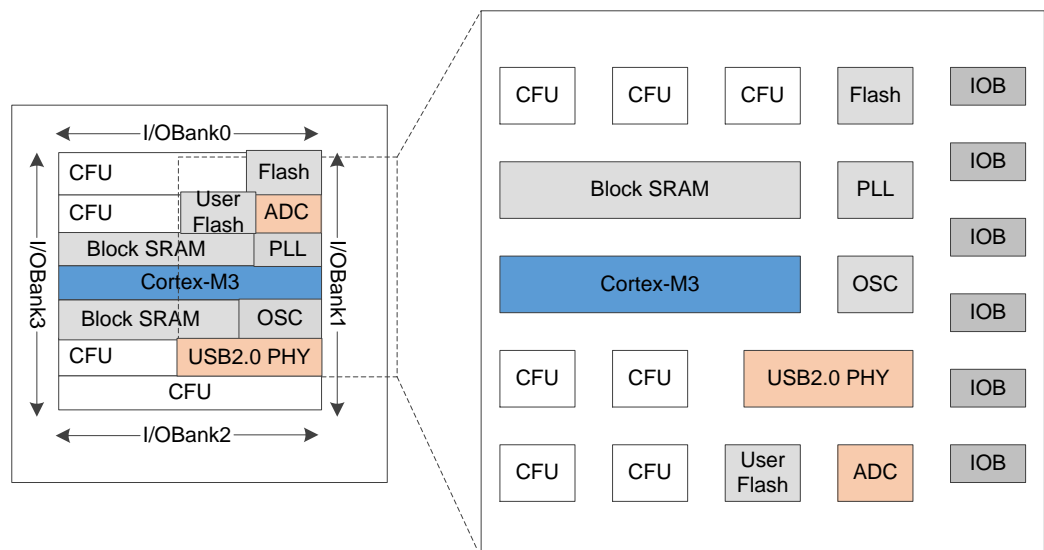 I/OBank0
I/OBank3
I/OBank1
CFU
Flash
CFU
User
Flash
ADC
Block SRAM
PLL
Cortex-M3
Block SRAM
OSC
CFU
USB2.0 PHY
CFU
I/OBank2
CFU
CFU
CFU
Flash
IOB
Block SRAM
PLL
IOB
IOB
Cortex-M3
OSC
IOB
CFU
CFU
USB2.0 PHY
IOB
CFU
CFU
User
Flash
ADC
IOB